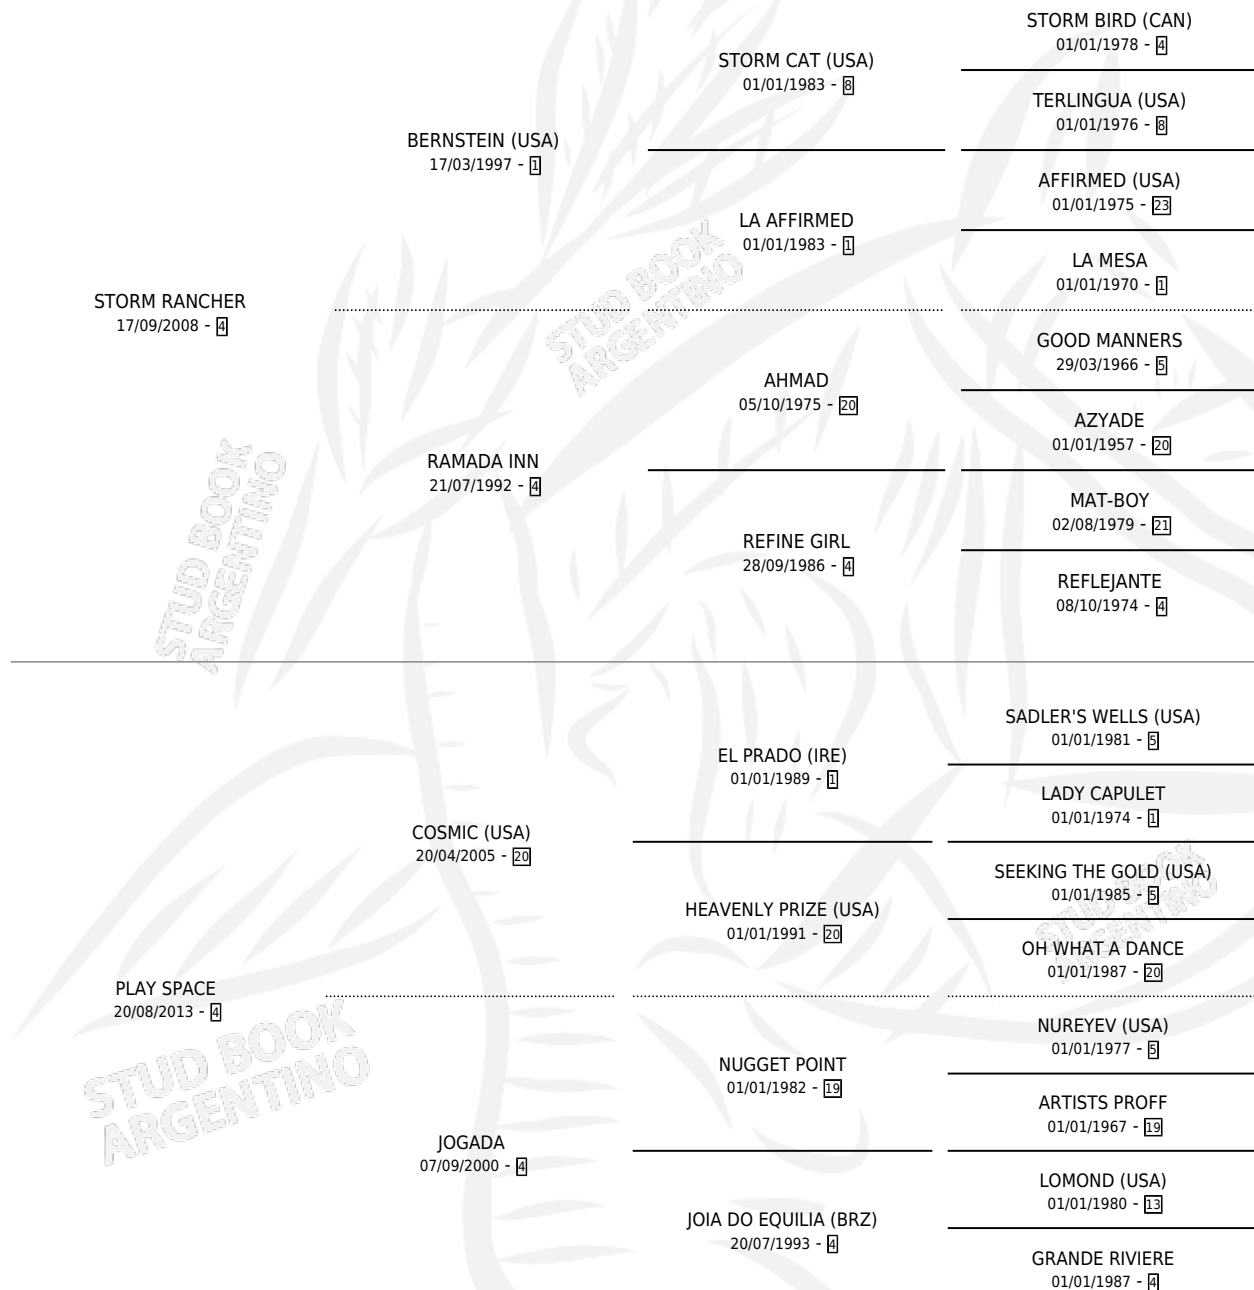 STORM BIRD (CAN)
01/01/1978 - 4
STORM CAT (USA)
01/01/1983 - 8
TERLINGUA (USA)
01/01/1976 - 8
BERNSTEIN (USA)
17/03/1997 - 1
AFFIRMED (USA)
01/01/1975 - 23
LA AFFIRMED
01/01/1983 - 1
LA MESA
01/01/1970 - 1
STORM RANCHER
17/09/2008 - 4
GOOD MANNERS
29/03/1966 - 5
AHMAD
05/10/1975 - 20
AZYADE
01/01/1957 - 20
RAMADA INN
21/07/1992 - 4
MAT-BOY
02/08/1979 - 21
REFINE GIRL
28/09/1986 - 4
REFLEJANTE
08/10/1974 - 4
SADLER'S WELLS (USA)
01/01/1981 - 5
EL PRADO (IRE)
01/01/1989 - 1
LADY CAPULET
01/01/1974 - 1
COSMIC (USA)
20/04/2005 - 20
SEEKING THE GOLD (USA)
01/01/1985 - 5
HEAVENLY PRIZE (USA)
01/01/1991 - 20
OH WHAT A DANCE
01/01/1987 - 20
PLAY SPACE
20/08/2013 - 4
NUREYEV (USA)
01/01/1977 - 5
NUGGET POINT
01/01/1982 - 19
ARTISTS PROFF
01/01/1967 - 19
JOGADA
07/09/2000 - 4
LOMOND (USA)
01/01/1980 - 13
JOIA DO EQUILIA (BRZ)
20/07/1993 - 4
GRANDE RIVIERE
01/01/1987 - 4
STUD BOOK
ARGENTINO
STUD BOOK
ARGENTINO
STUD BOOK
ARGENTINO
STUD BOOK
ARGENTINO